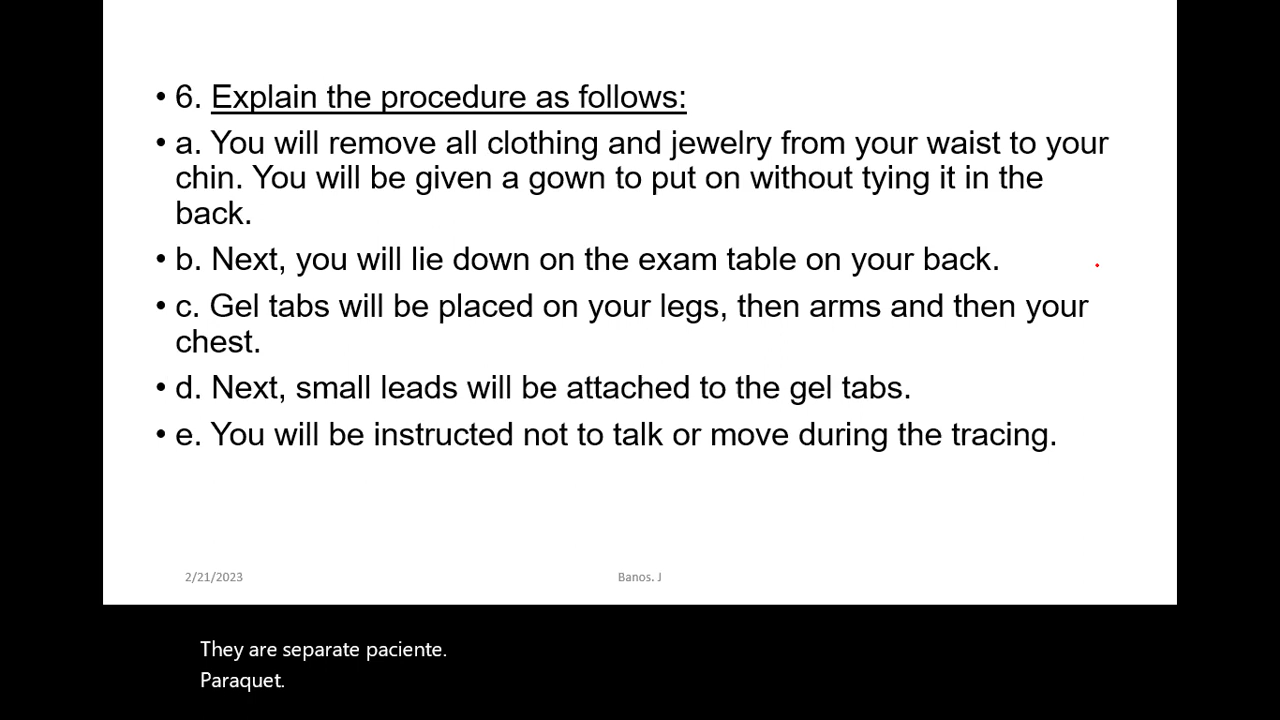 • 6. Explain the procedure as follows:
• a. You will remove all clothing and jewelry from your waist to your
chin. You will be given a gown to put on without tying it in the
back.
• b. Next, you will lie down on the exam table on your back.
• c. Gel tabs will be placed on your legs, then arms and then your
chest.
• d. Next, small leads will be attached to the gel tabs.
• e. You will be instructed not to talk or move during the tracing.
2/21/2023
Banos. J
They are separate paciente.
Paraquet.